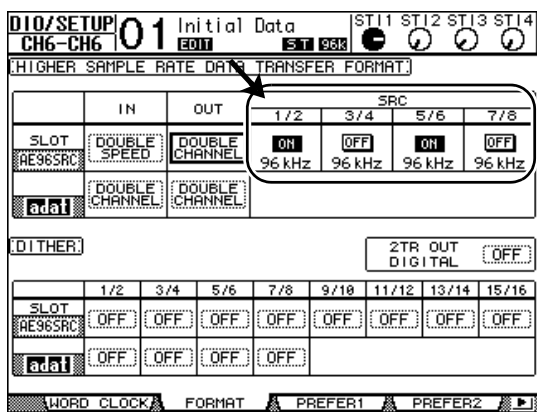 DIO/SETUP 01 Initial Data ST11 ST12 ST13 ST14
CH6-CH6 EDIT ST 96K
HIGHER SAMPLE RATE DATA TRANSFER FORMAT
IN OUT SRC
1/2 3/4 5/6 7/8
SLOT DOUBLE SPEED DOUBLE CHANNEL ON OFF ON OFF
AE96SRC 96 kHz 96 kHz 96 kHz 96 kHz
adat DOUBLE CHANNEL DOUBLE CHANNEL
DITHER 2TR OUT DIGITAL OFF
1/2 3/4 5/6 7/8 9/10 11/12 13/14 15/16
SLOT
AE96SRC OFF OFF OFF OFF OFF OFF OFF OFF
adat OFF OFF OFF OFF
WORD CLOCK FORMAT PREFER1 PREFER2